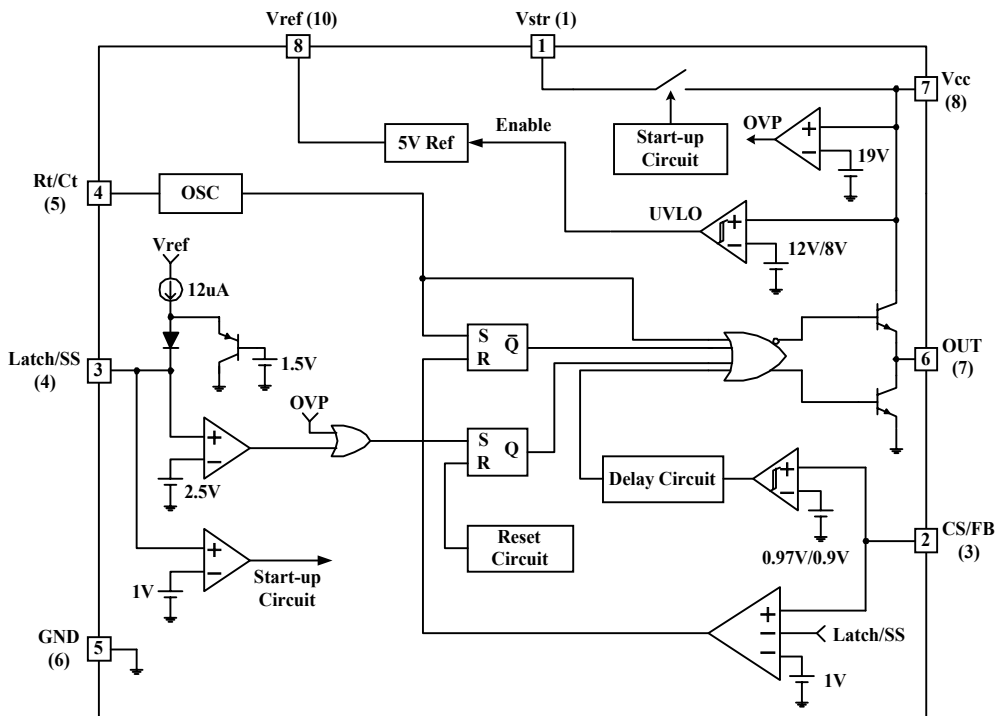 Vref (10)
Vstr (1)
8
1
Vcc
7
(8)
OVP
+
−
19V
5V Ref
Enable
Start-up
Circuit
Rt/Ct
4
(5)
OSC
UVLO
+
−
12V/8V
Vref
12uA
S
R
Q̅
1.5V
Latch/SS
3
(4)
OUT
6
(7)
OVP
S
R
Q
+
−
2.5V
Delay Circuit
+
−
0.97V/0.9V
CS/FB
2
(3)
Reset
Circuit
+
−
1V
Start-up
Circuit
GND
5
(6)
+
−
−
Latch/SS
1V